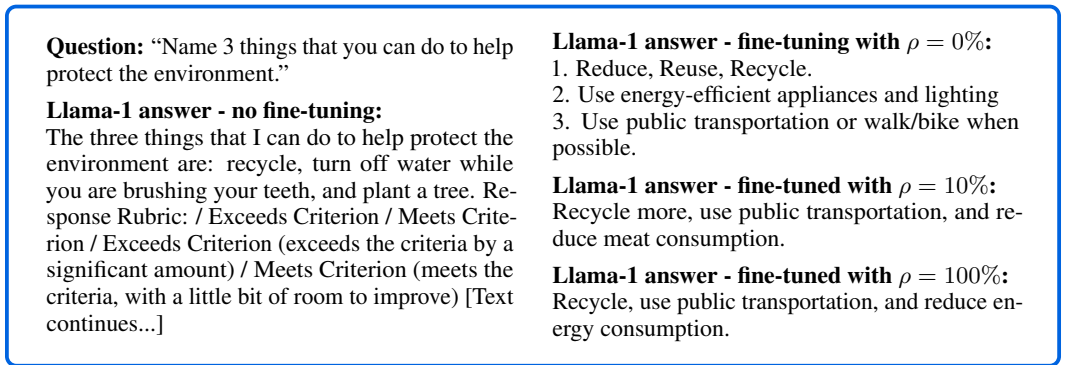 Question: “Name 3 things that you can do to help
protect the environment.”
Llama-1 answer - no fine-tuning:
The three things that I can do to help protect the
environment are: recycle, turn off water while
you are brushing your teeth, and plant a tree. Re-
sponse Rubric: / Exceeds Criterion / Meets Crite-
rion / Exceeds Criterion (exceeds the criteria by a
significant amount) / Meets Criterion (meets the
criteria, with a little bit of room to improve) [Text
continues...]
Llama-1 answer - fine-tuning with ρ = 0%:
1. Reduce, Reuse, Recycle.
2. Use energy-efficient appliances and lighting
3. Use public transportation or walk/bike when
possible.
Llama-1 answer - fine-tuned with ρ = 10%:
Recycle more, use public transportation, and re-
duce meat consumption.
Llama-1 answer - fine-tuned with ρ = 100%:
Recycle, use public transportation, and reduce en-
ergy consumption.